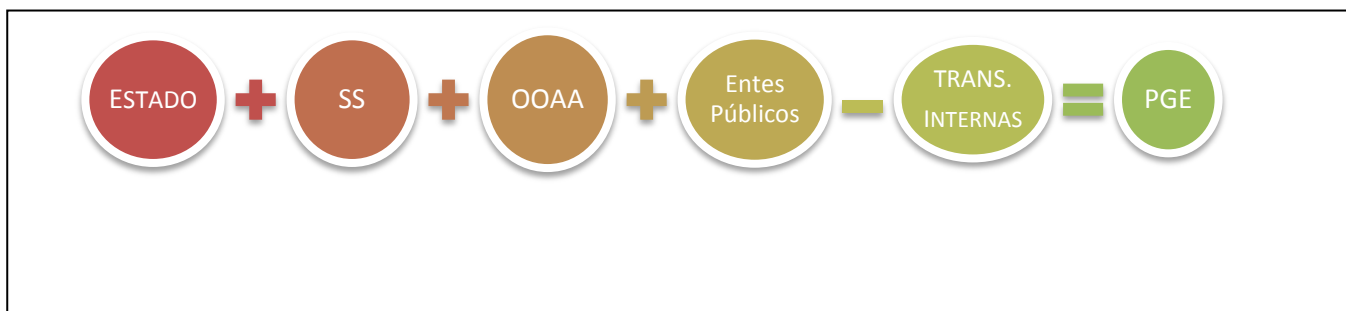 ESTADO + SS + OOAA + Entes Públicos – TRANS. INTERNAS = PGE